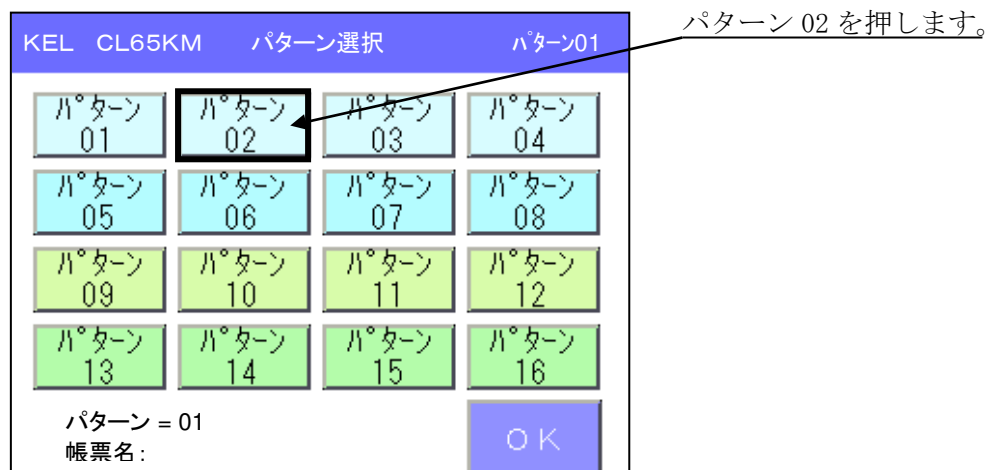 パターン 02 を押します。
KEL CL65KM パターン選択 パターン01
パターン パターン パターン パターン
01 02 03 04
パターン パターン パターン パターン
05 06 07 08
パターン パターン パターン パターン
09 10 11 12
パターン パターン パターン パターン
13 14 15 16
パターン = 01
帳票名:
OK